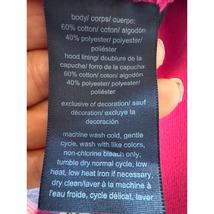 body/ corps/ cuerpo:
60% cotton/ coton/ algodón
40% polyester/ polyester/
poliéster
hood lining/ doublure de la
capuche/ forro de la capucha:
60% cotton/ coton/ algodón
40% polyester/ polyester/
poliéster
exclusive of decoration/ sauf
décoration/ excluye la
decoración
machine wash cold, gentle
cycle, wash with like colors,
non-chlorine bleach only,
tumble dry normal cycle, low
heat, low heat iron if necessary.
dry clean/laver à la machine à
l'eau froide, cycle délicat, laver